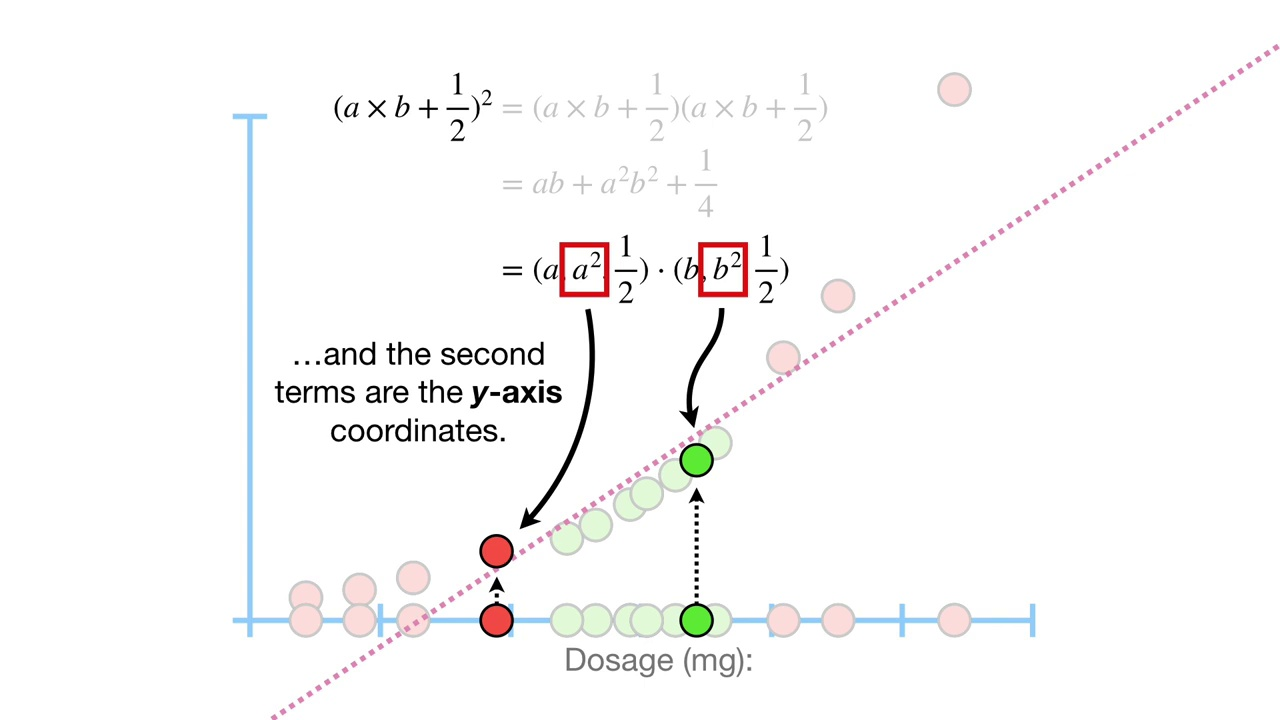 (a × b + 1/2)² = (a × b + 1/2)(a × b + 1/2)
= ab + a²b² + 1/4
= (a, a², 1/2) · (b, b², 1/2)
…and the second
terms are the y-axis
coordinates.
Dosage (mg):